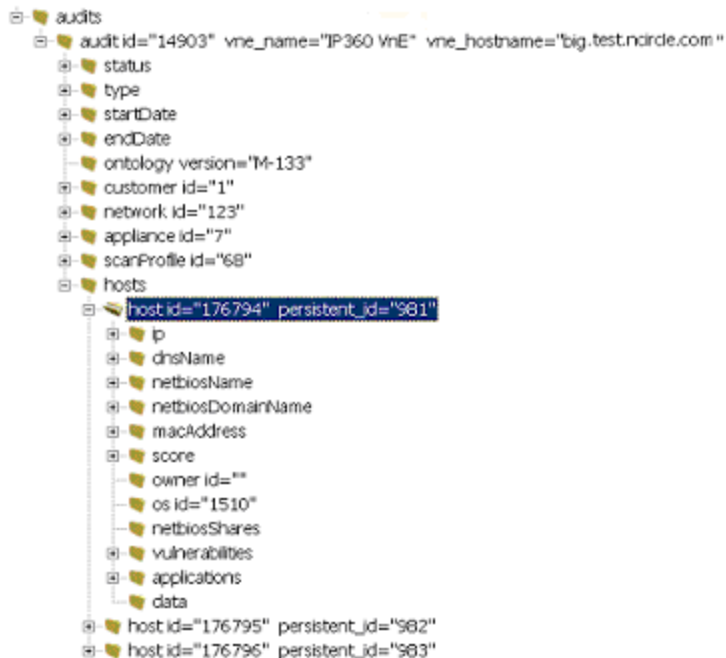 audits
audit id="14903" vne_name="IP360 VnE" vne_hostname="big.test.ncircle.com"
status
type
startDate
endDate
ontology version="M-133"
customer id="1"
network id="123"
appliance id="7"
scanProfile id="68"
hosts
host id="176794" persistent_id="981"
ip
dnsName
netbiosName
netbiosDomainName
macAddress
score
owner id=""
os id="1510"
netbiosShares
vulnerabilities
applications
data
host id="176795" persistent_id="982"
host id="176796" persistent_id="983"